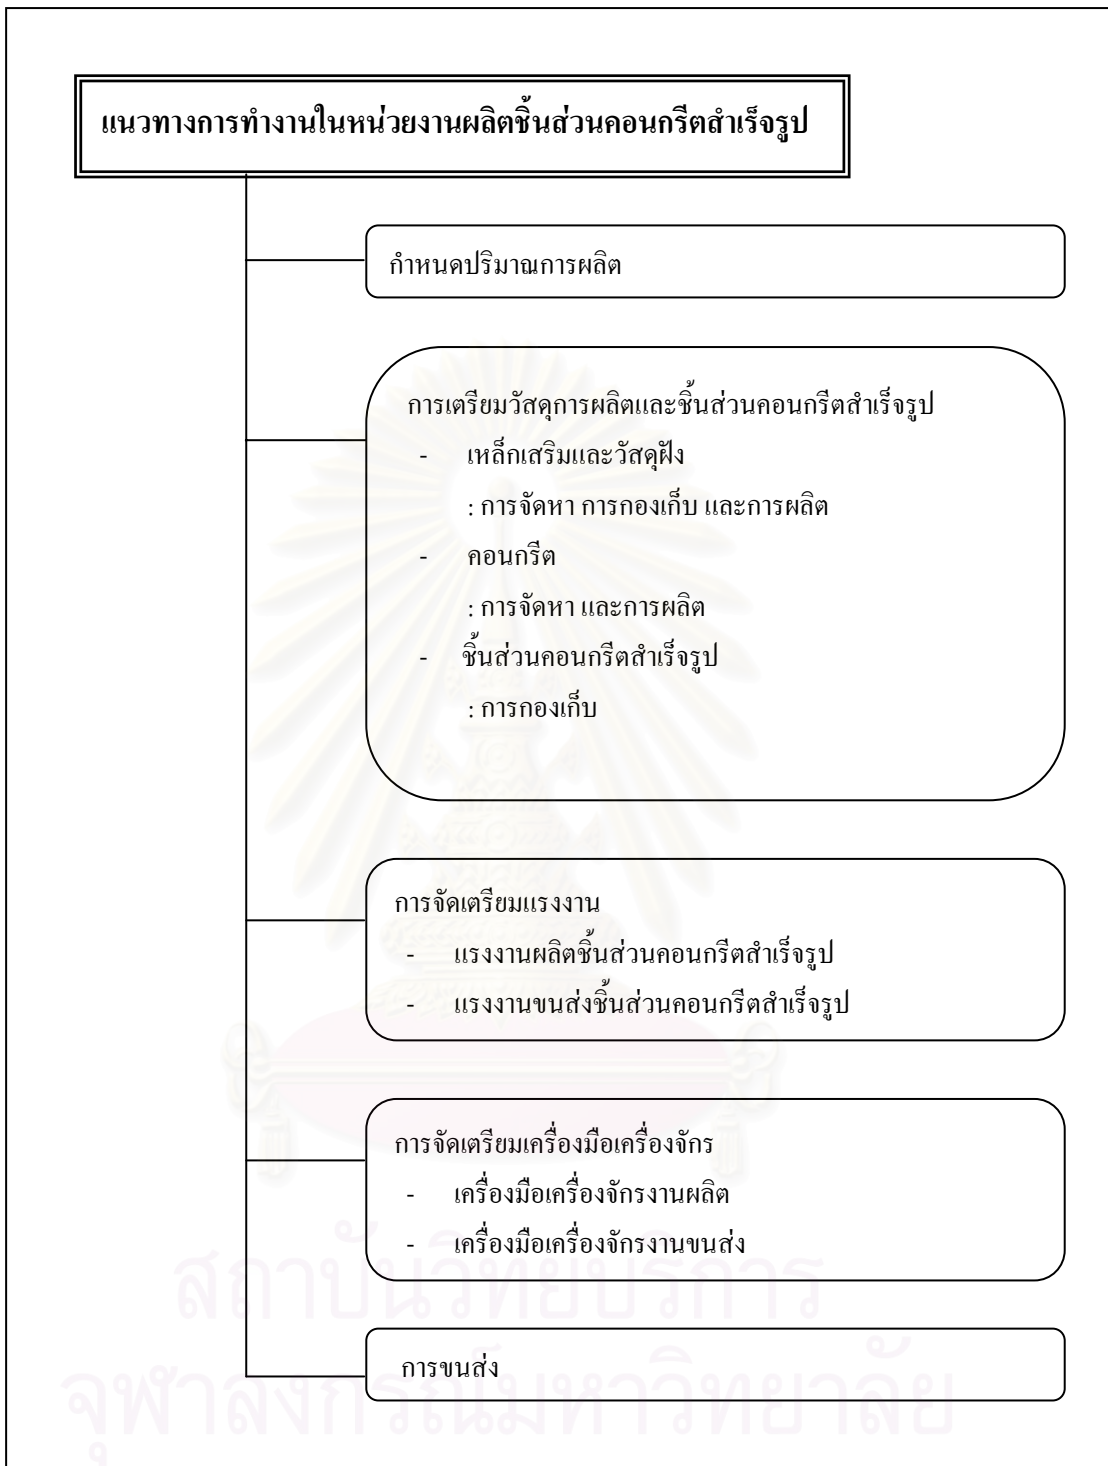 แนวทางการทำงานในหน่วยงานผลิตชิ้นส่วนคอนกรีตสำเร็จรูป
กำหนดปริมาณการผลิต
การเตรียมวัสดุการผลิตและชิ้นส่วนคอนกรีตสำเร็จรูป
- เหล็กเสริมและวัสดุฝัง
: การจัดหา การกองเก็บ และการผลิต
- คอนกรีต
: การจัดหา และการผลิต
- ชิ้นส่วนคอนกรีตสำเร็จรูป
: การกองเก็บ
การจัดเตรียมแรงงาน
- แรงงานผลิตชิ้นส่วนคอนกรีตสำเร็จรูป
- แรงงานขนส่งชิ้นส่วนคอนกรีตสำเร็จรูป
การจัดเตรียมเครื่องมือเครื่องจักร
- เครื่องมือเครื่องจักรงานผลิต
- เครื่องมือเครื่องจักรงานขนส่ง
สถาบันวิทยบริการ
การขนส่ง
จุฬาลงกรณ์มหาวิทยาลัย